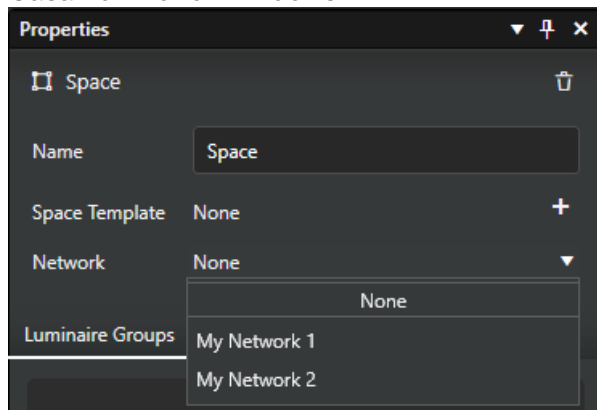 Properties
Space
Name Space
Space Template None +
Network None
None
Luminaire Groups
My Network 1
My Network 2